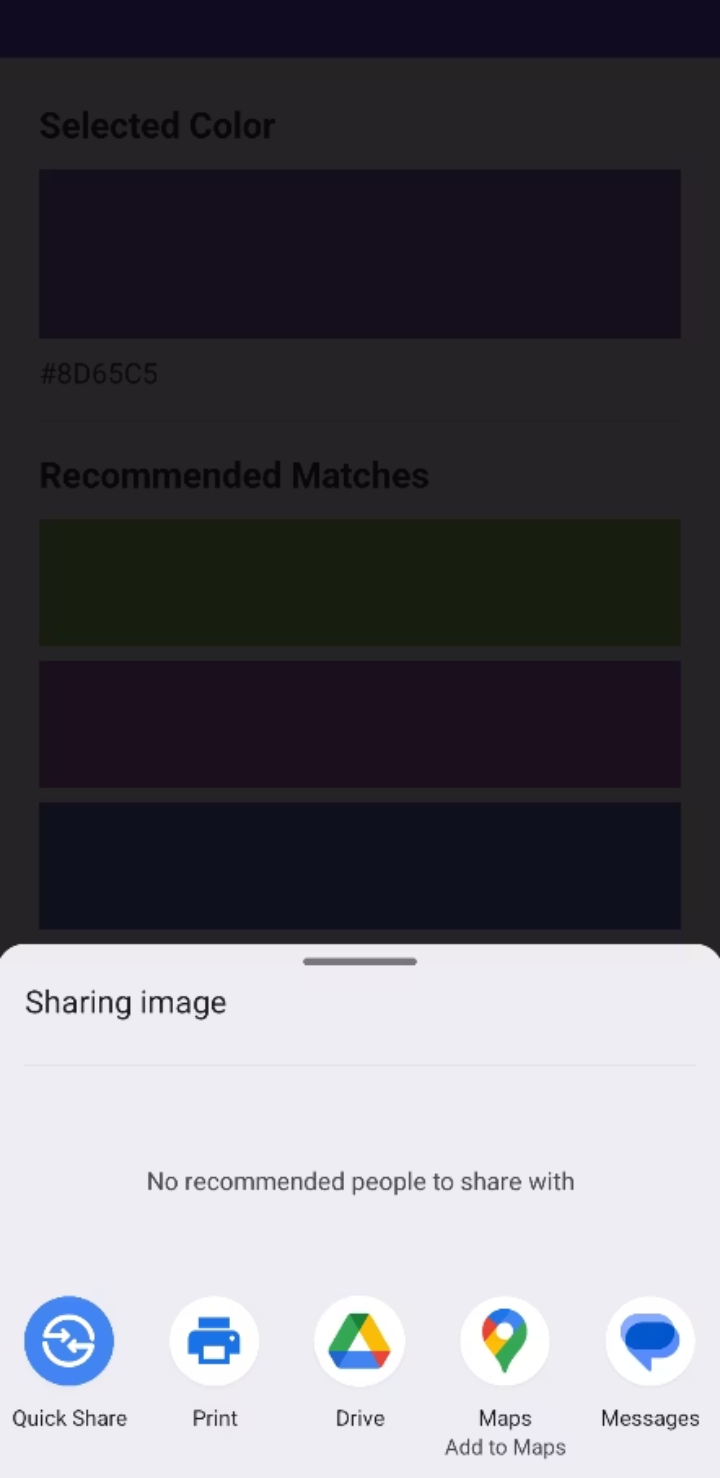 Selected Color
#8D65C5
Recommended Matches
Sharing image
No recommended people to share with
Quick Share
Print
Drive
Maps
Add to Maps
Messages